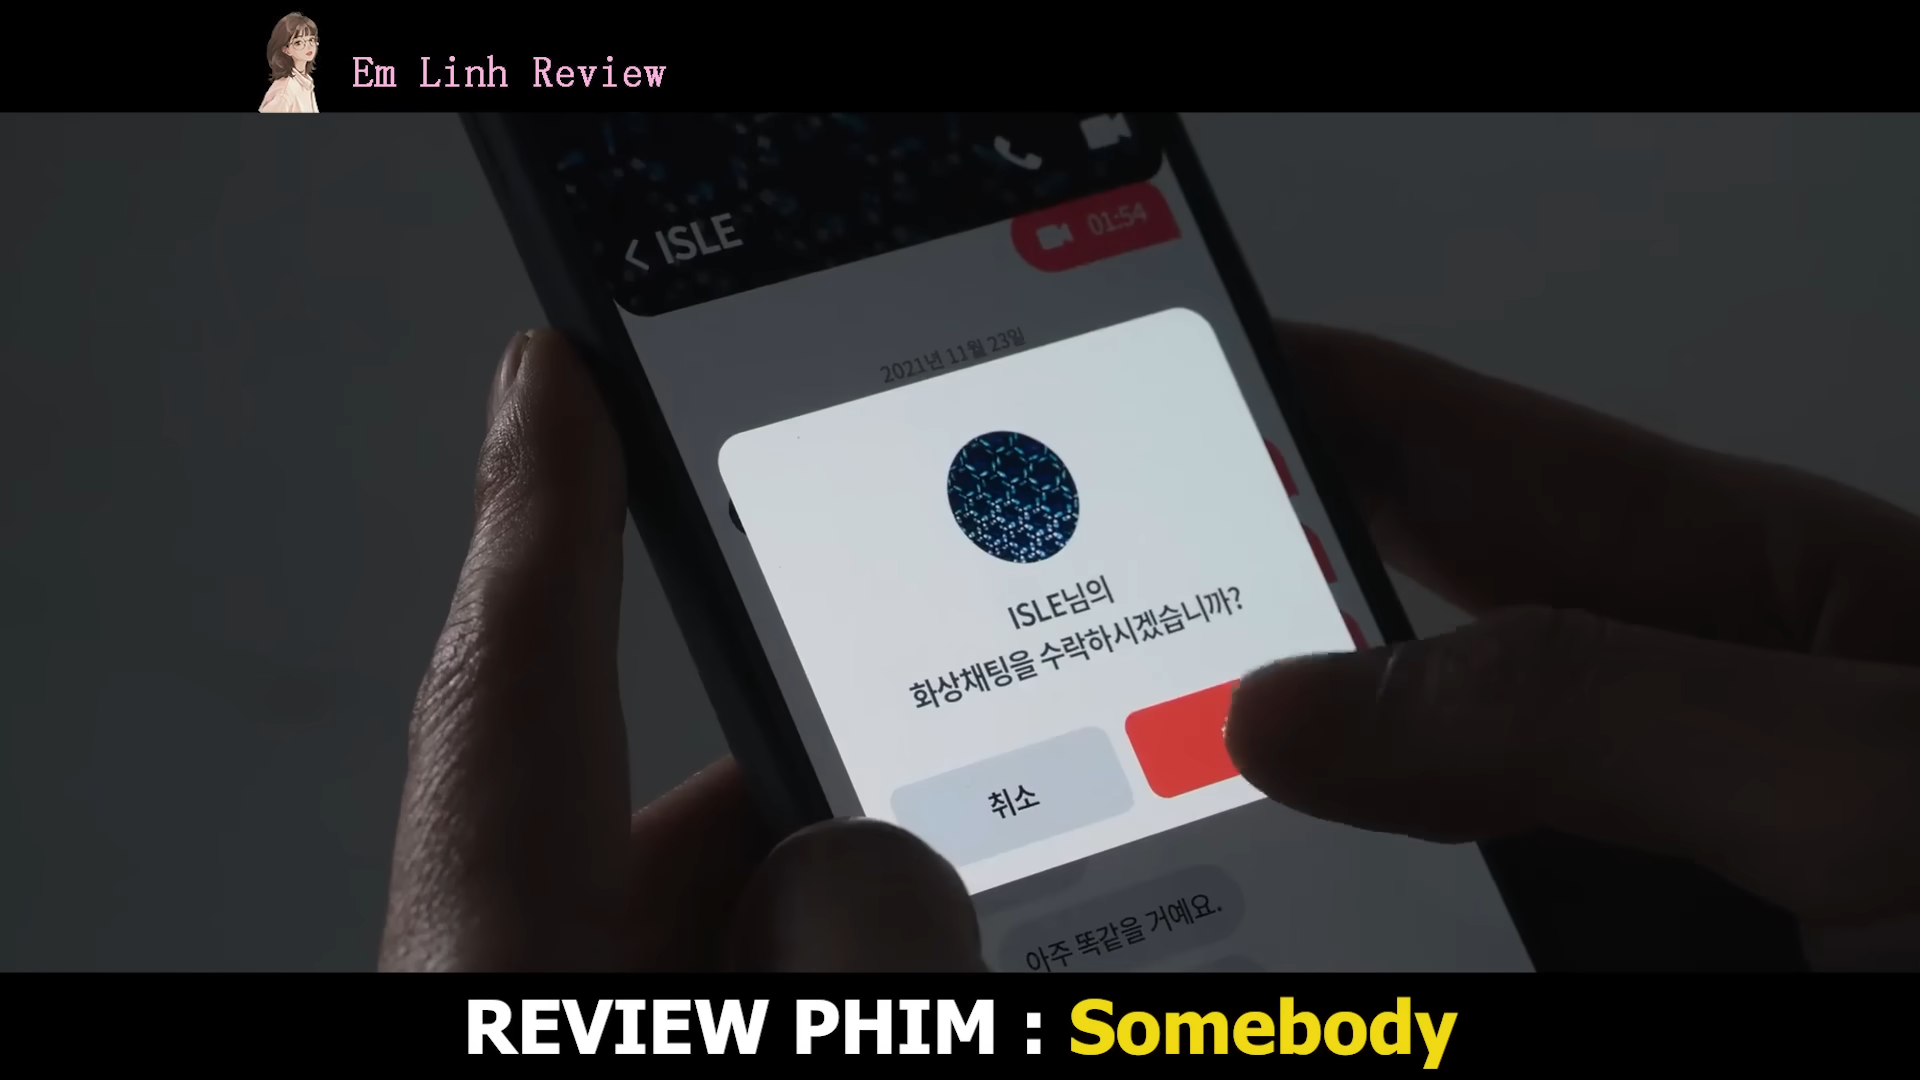 Em Linh Review
ISLE
01:54
2021년 11월 23일
ISLE님의
화상채팅을 수락하시겠습니까?
취소
아주 똑같을 거예요.
REVIEW PHIM : Somebody